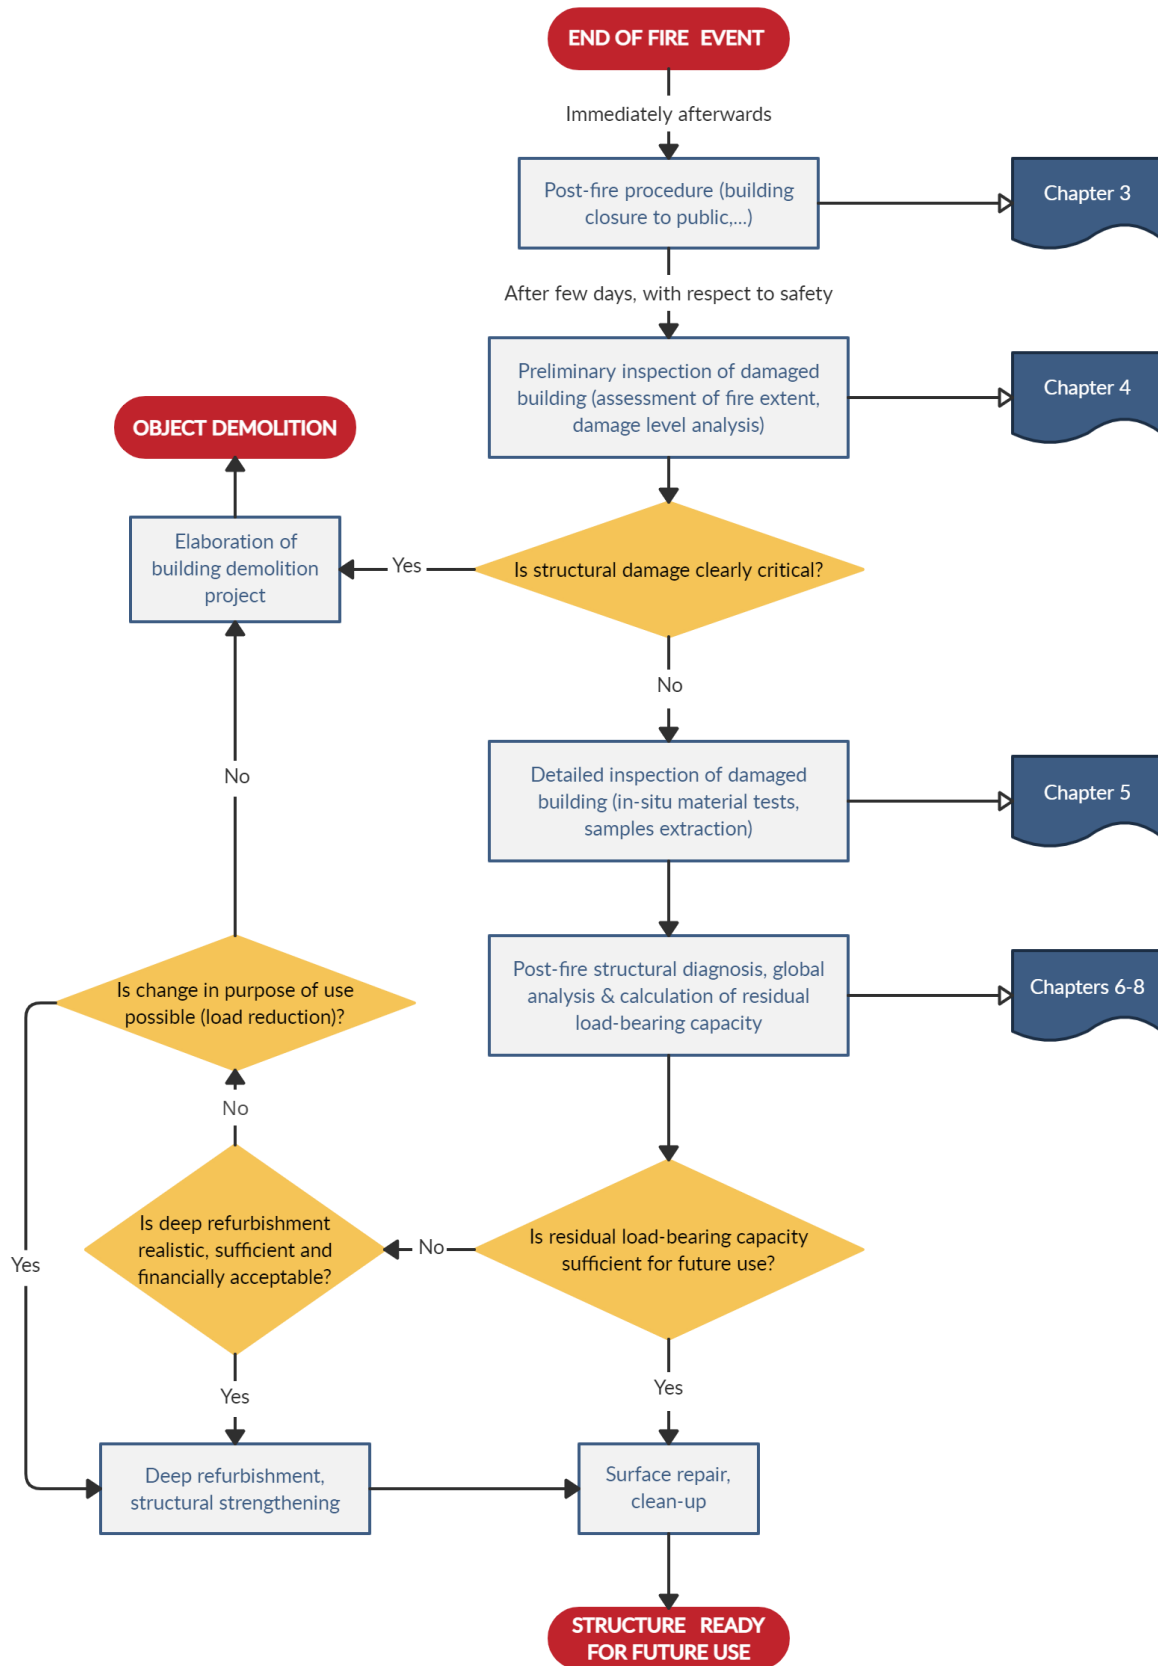 END OF FIRE EVENT
Immediately afterwards
Post-fire procedure (building
closure to public,...)
Chapter 3
After few days, with respect to safety
Preliminary inspection of damaged
building (assessment of fire extent,
damage level analysis)
Chapter 4
OBJECT DEMOLITION
Elaboration of
building demolition
project
Yes
Is structural damage clearly critical?
No
No
Detailed inspection of damaged
building (in-situ material tests,
samples extraction)
Chapter 5
Post-fire structural diagnosis, global
analysis & calculation of residual
load-bearing capacity
Chapters 6-8
Is change in purpose of use
possible (load reduction)?
No
Is deep refurbishment
realistic, sufficient and
financially acceptable?
No
Is residual load-bearing capacity
sufficient for future use?
Yes
Yes
Yes
Deep refurbishment,
structural strengthening
Surface repair,
clean-up
STRUCTURE READY
FOR FUTURE USE